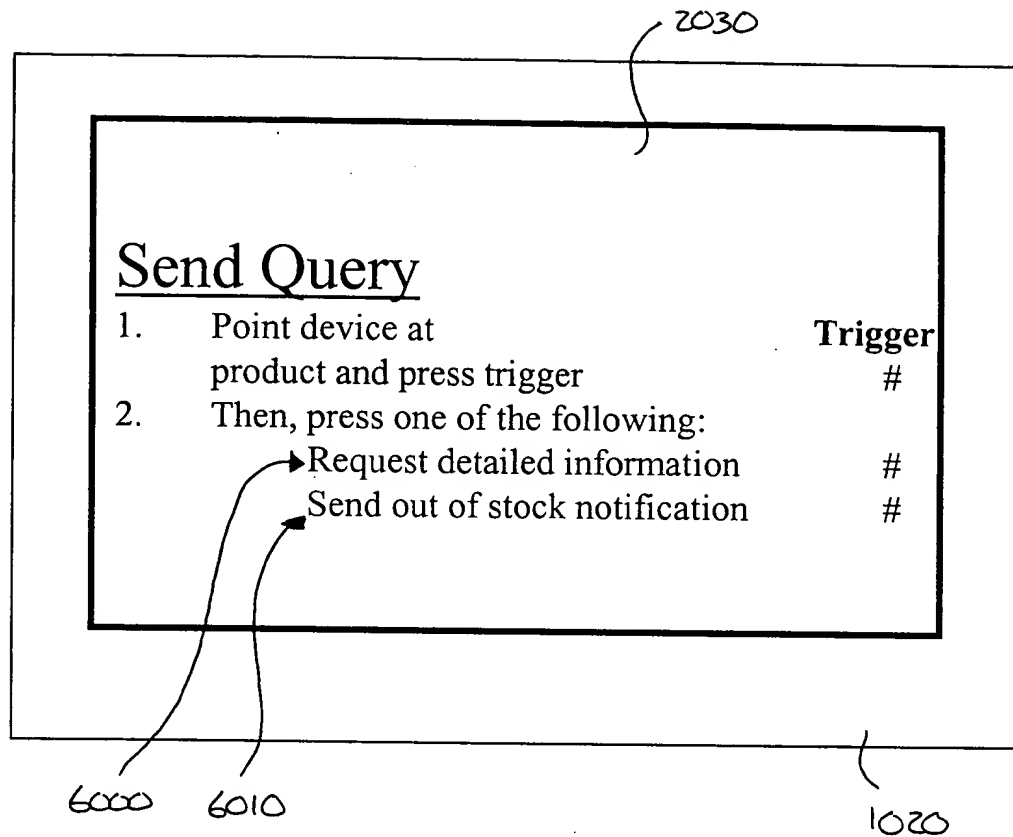 2030
Send Query
1. Point device at Trigger
product and press trigger #
2. Then, press one of the following:
Request detailed information #
Send out of stock notification #
6000 6010
1020